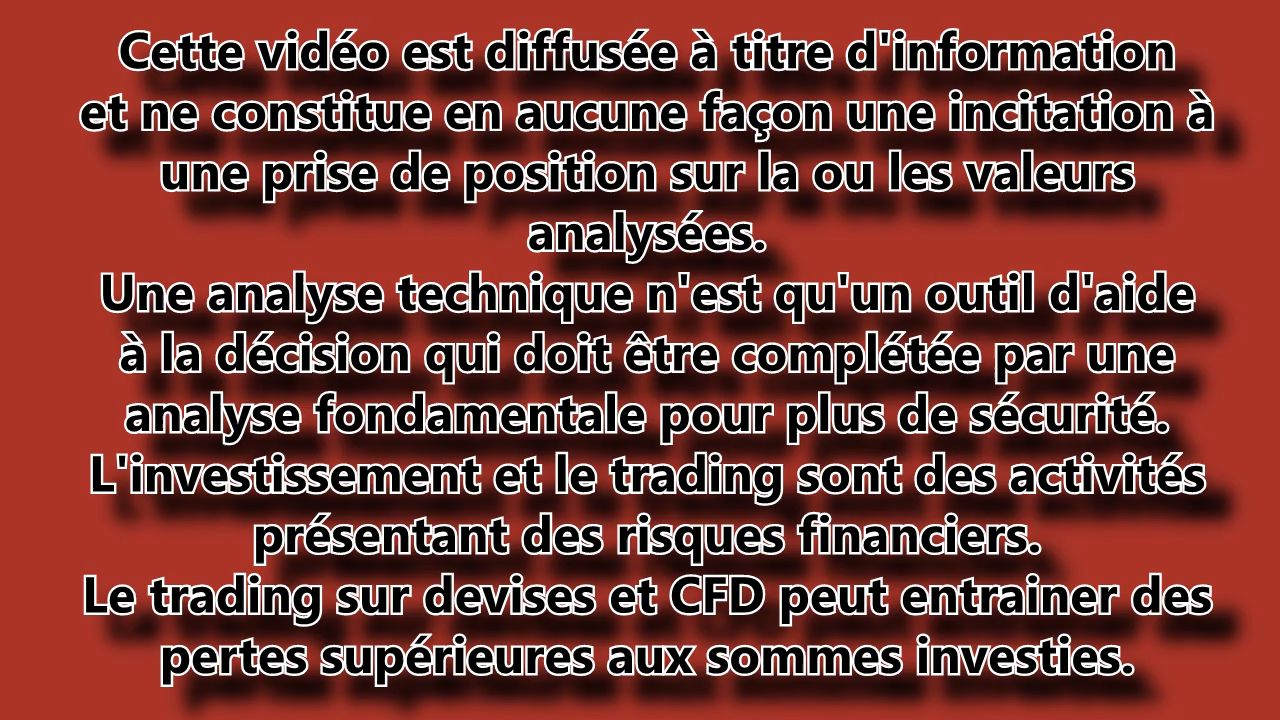 Cette vidéo est diffusée à titre d'information
et ne constitue en aucune façon une incitation à
une prise de position sur la ou les valeurs
analysées.
Une analyse technique n'est qu'un outil d'aide
à la décision qui doit être complétée par une
analyse fondamentale pour plus de sécurité.
L'investissement et le trading sont des activités
présentant des risques financiers.
Le trading sur devises et CFD peut entrainer des
pertes supérieures aux sommes investies.